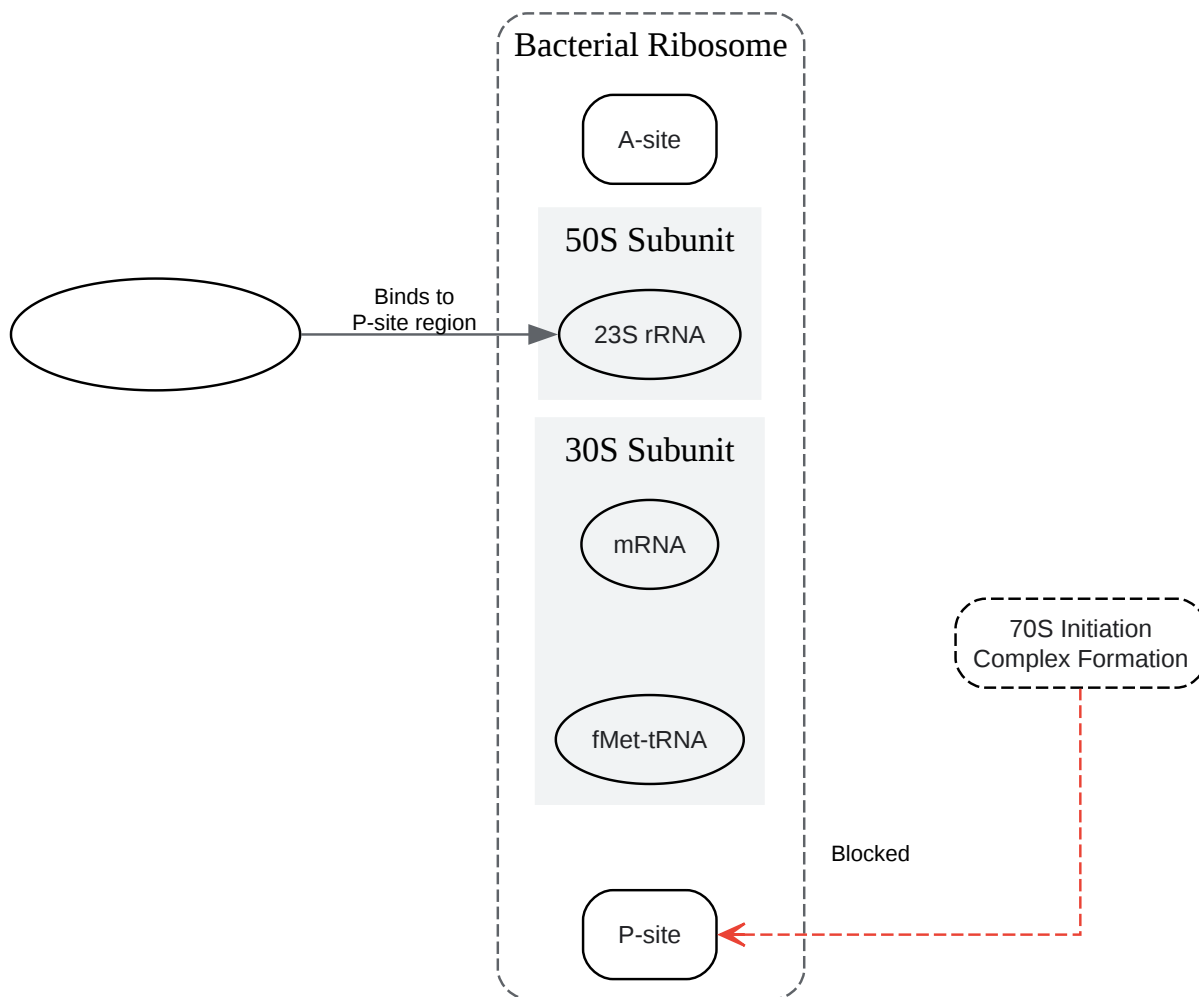 Bacterial Ribosome
A-site
50S Subunit
Binds to
P-site region
23S rRNA
30S Subunit
mRNA
70S Initiation
Complex Formation
fMet-tRNA
Blocked
P-site